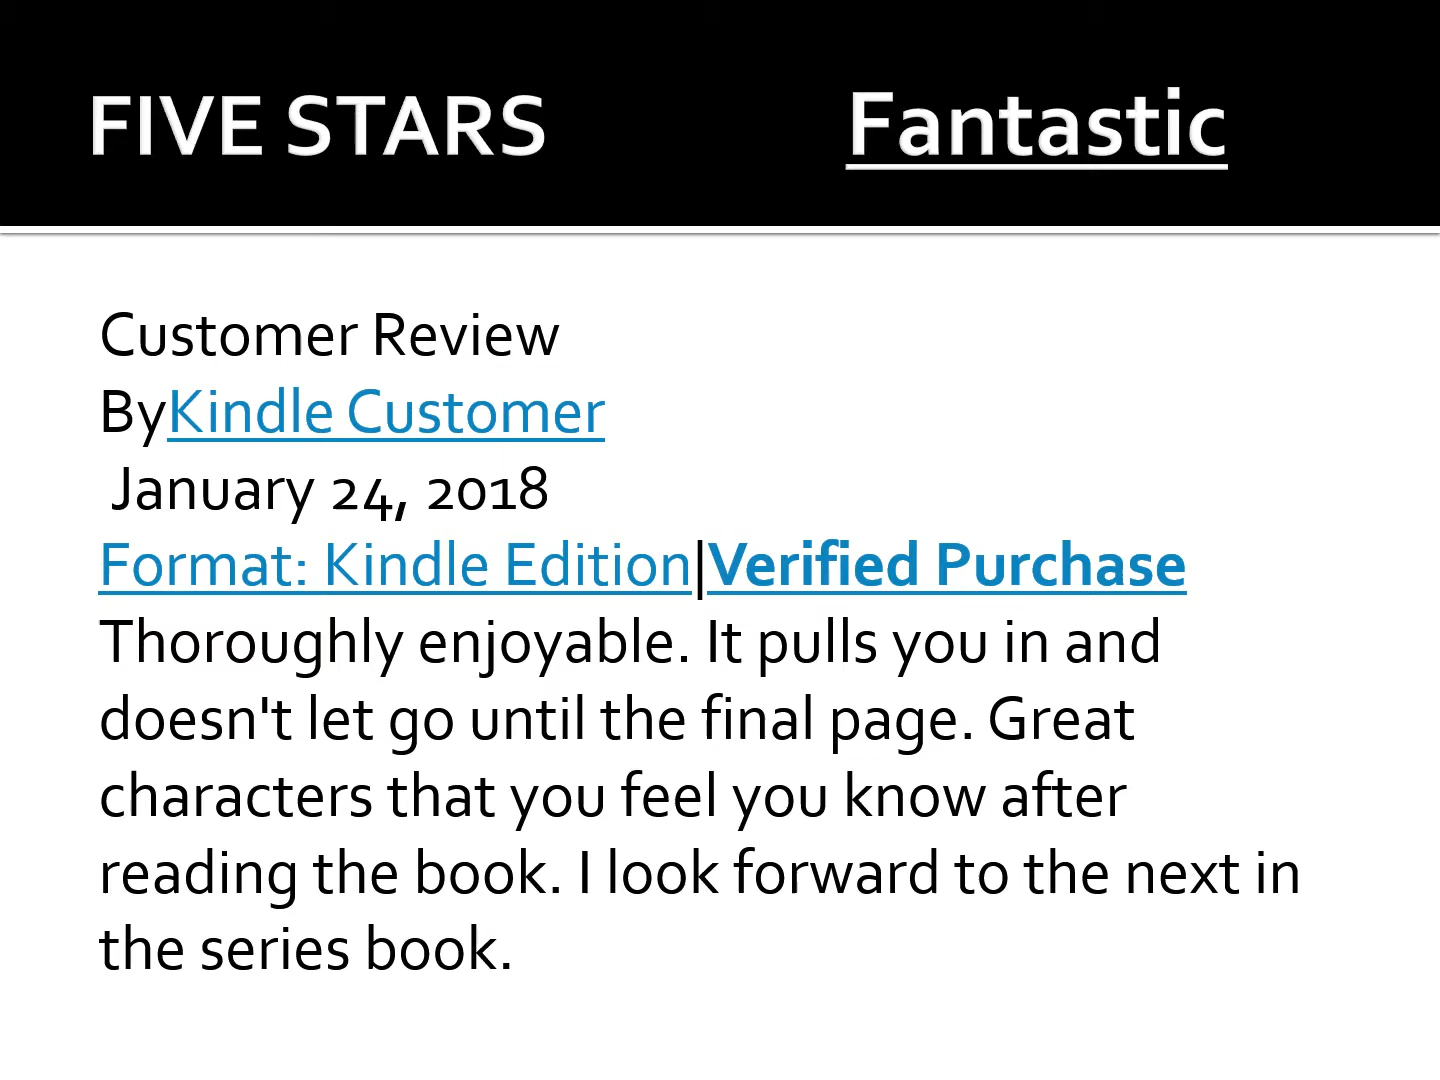 FIVE STARS Fantastic
Customer Review
ByKindle Customer
January 24, 2018
Format: Kindle Edition|Verified Purchase
Thoroughly enjoyable. It pulls you in and
doesn't let go until the final page. Great
characters that you feel you know after
reading the book. I look forward to the next in
the series book.